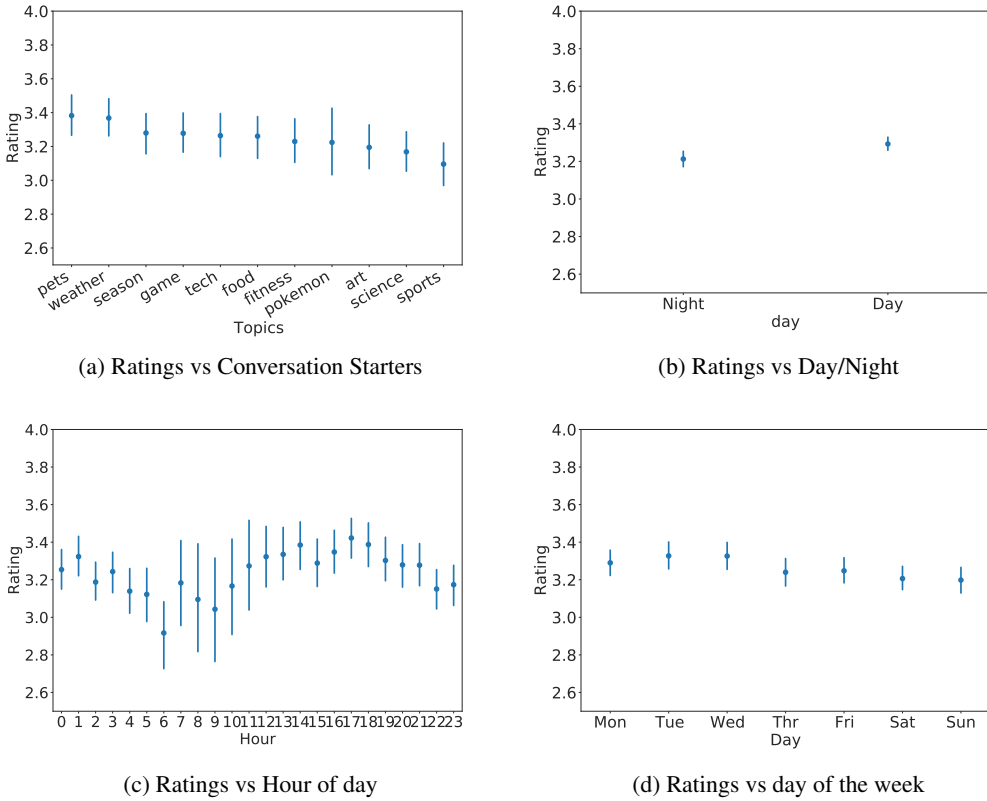 4.0
3.8
3.6
3.4
3.2
3.0
2.8
2.6
Rating
pets weather season game tech food fitness pokemon art science sports
Topics
(a) Ratings vs Conversation Starters
4.0
3.8
3.6
3.4
3.2
3.0
2.8
2.6
Rating
Night Day
day
(b) Ratings vs Day/Night
4.0
3.8
3.6
3.4
3.2
3.0
2.8
2.6
Rating
0 1 2 3 4 5 6 7 8 9 10 11 12 13 14 15 16 17 18 19 20 21 22 23
Hour
(c) Ratings vs Hour of day
4.0
3.8
3.6
3.4
3.2
3.0
2.8
2.6
Rating
Mon Tue Wed Thr Fri Sat Sun
Day
(d) Ratings vs day of the week